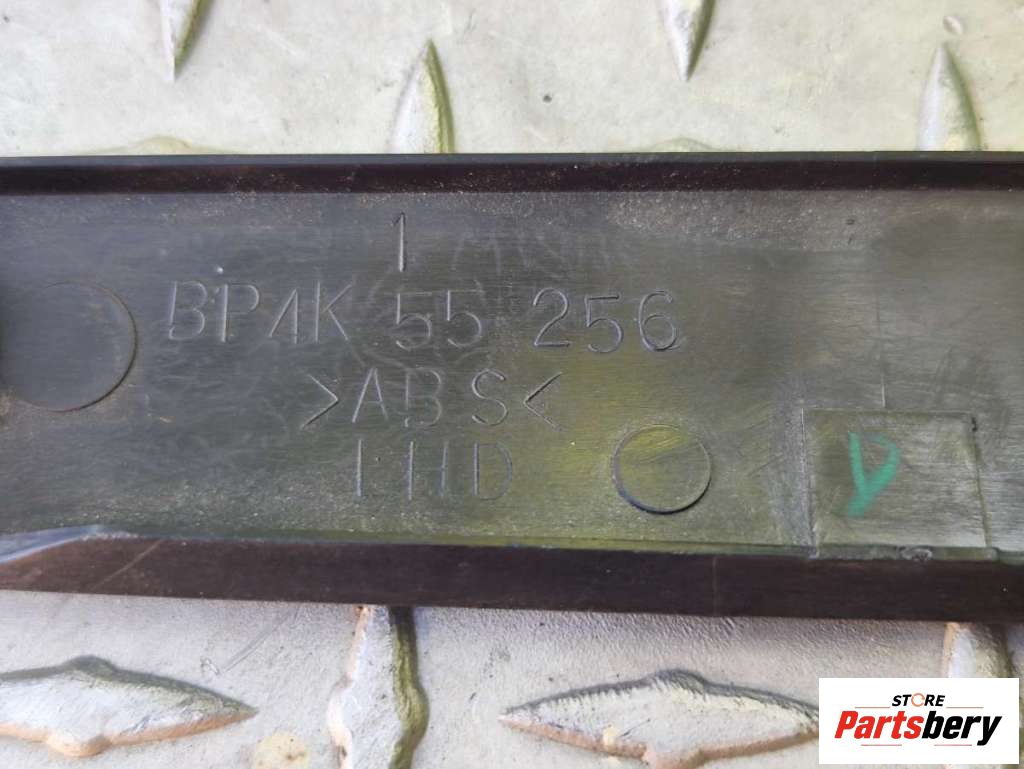 1
BP4K 55 256
>ABS<
LHD
y
STORE
Partsbery